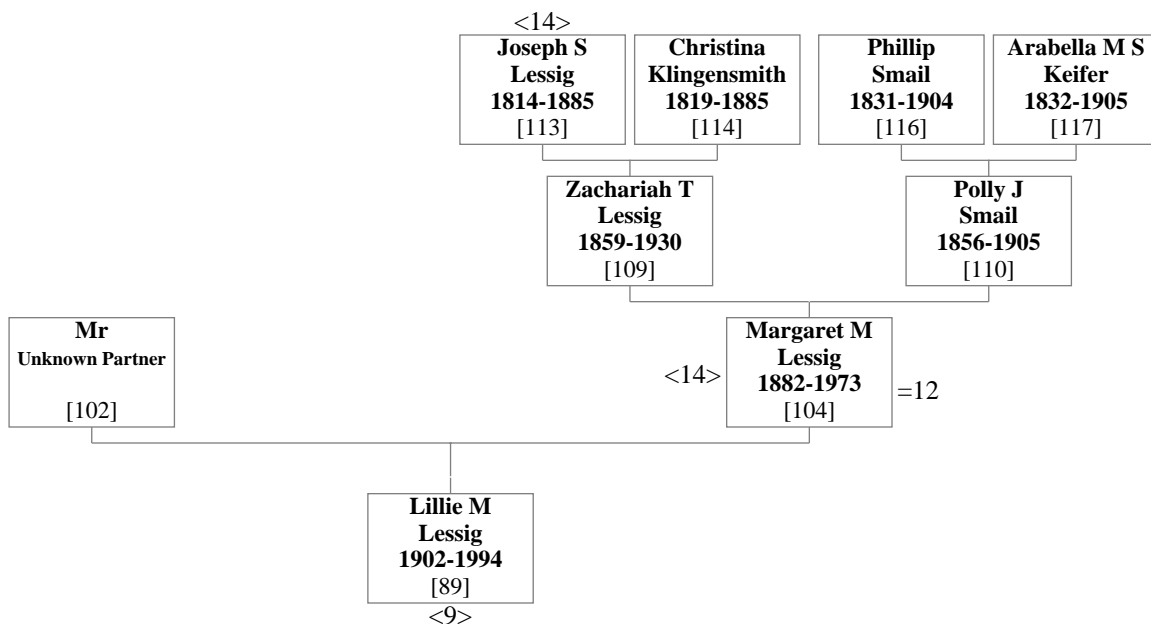 <14>
Joseph S
Lessig
1814-1885
[113]
Christina
Klingensmith
1819-1885
[114]
Phillip
Smail
1831-1904
[116]
Arabella M S
Keifer
1832-1905
[117]
Zachariah T
Lessig
1859-1930
[109]
Polly J
Smail
1856-1905
[110]
Mr
Unknown Partner
[102]
<14>
Margaret M
Lessig
1882-1973
[104]
=12
Lillie M
Lessig
1902-1994
[89]
<9>